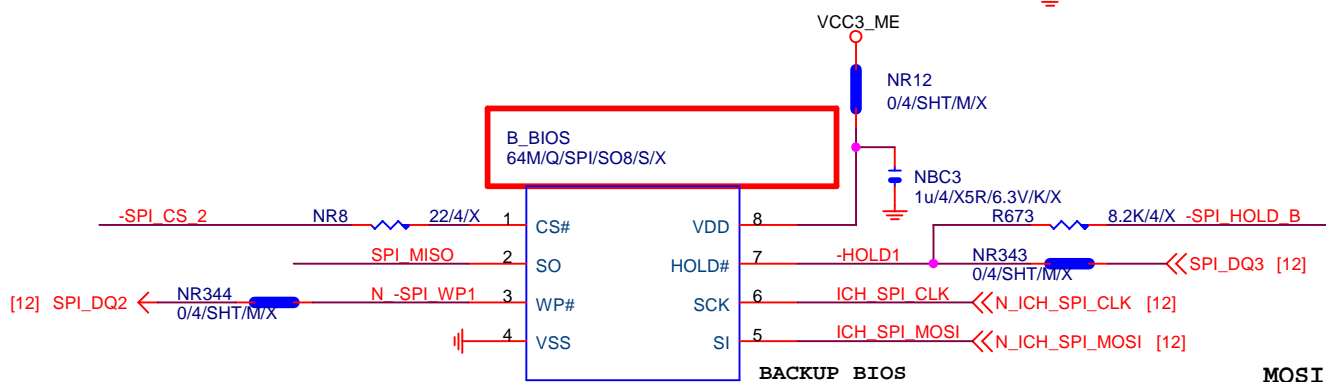 VCC3_ME
NR12
0/4/SHT/M/X
B_BIOS
64M/Q/SPI/SO8/S/X
NBC3
1u/4/X5R/6.3V/K/X
-SPI_CS_2
NR8
22/4/X
1
CS#
VDD
8
R673
8.2K/4/X
-SPI_HOLD_B
SPI_MISO
2
SO
HOLD#
7
-HOLD1
NR343
0/4/SHT/M/X
SPI_DQ3 [12]
[12] SPI_DQ2
NR344
0/4/SHT/M/X
N_-SPI_WP1
3
WP#
SCK
6
ICH_SPI_CLK
N_ICH_SPI_CLK [12]
4
VSS
SI
5
ICH_SPI_MOSI
N_ICH_SPI_MOSI [12]
BACKUP BIOS
MOSI